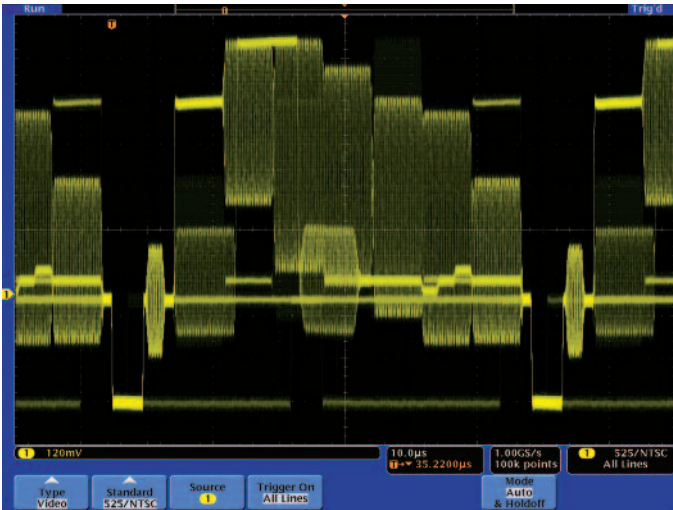 Run Trig'd
T
1
1 120mV
10.0µs
T→▼ 35.2200µs
1.00GS/s
100k points
1 525/NTSC
All Lines
Type
Video
Standard
525/NTSC
Source
1
Trigger On
All Lines
Mode
Auto
& Holdoff